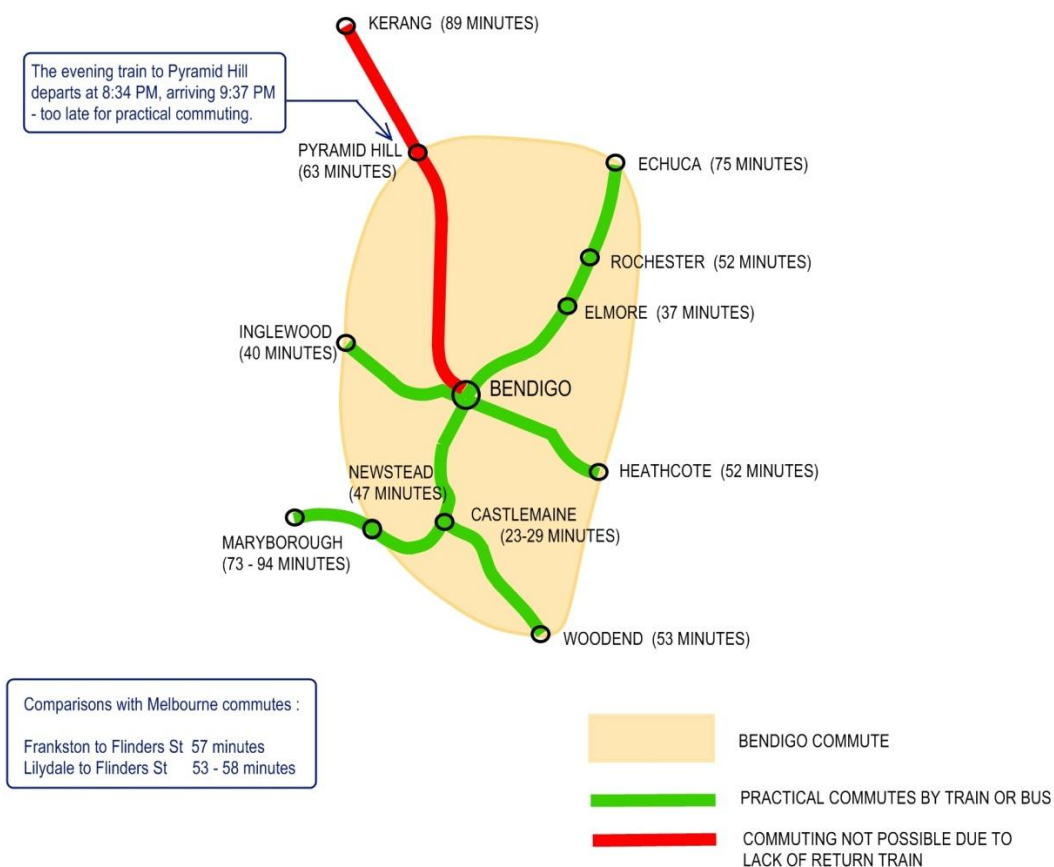 KERANG (89 MINUTES)
The evening train to Pyramid Hill
departs at 8:34 PM, arriving 9:37 PM
- too late for practical commuting.
PYRAMID HILL
(63 MINUTES)
ECHUCA (75 MINUTES)
ROCHESTER (52 MINUTES)
ELMORE (37 MINUTES)
INGLEWOOD
(40 MINUTES)
BENDIGO
HEATHCOTE (52 MINUTES)
NEWSTEAD
(47 MINUTES)
CASTLEMAINE
(23-29 MINUTES)
MARYBOROUGH
(73 - 94 MINUTES)
WOODEND (53 MINUTES)
Comparisons with Melbourne commutes :
Frankston to Flinders St 57 minutes
Lilydale to Flinders St 53 - 58 minutes
BENDIGO COMMUTE
PRACTICAL COMMUTES BY TRAIN OR BUS
COMMUTING NOT POSSIBLE DUE TO
LACK OF RETURN TRAIN